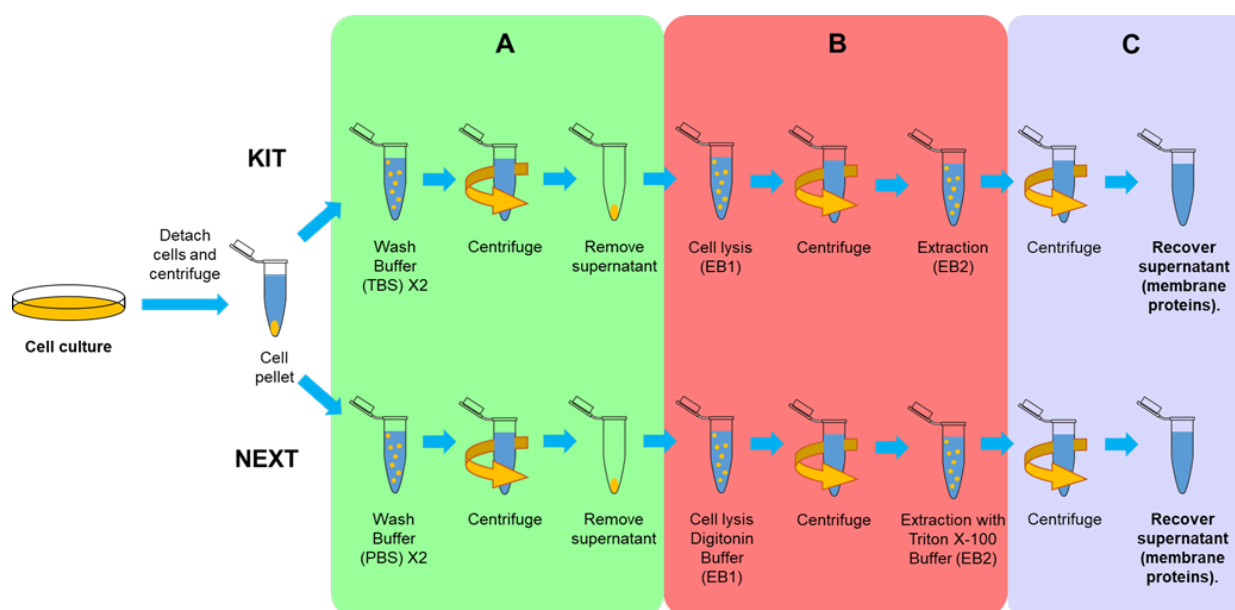 A
B
C
KIT
Wash
Buffer
(TBS) X2
Centrifuge
Remove
supernatant
Cell lysis
(EB1)
Centrifuge
Extraction
(EB2)
Centrifuge
Recover
supernatant
(membrane
proteins).
Detach
cells and
centrifuge
Cell culture
Cell
pellet
NEXT
Wash
Buffer
(PBS) X2
Centrifuge
Remove
supernatant
Cell lysis
Digitonin
Buffer
(EB1)
Centrifuge
Extraction with
Triton X-100
Buffer (EB2)
Centrifuge
Recover
supernatant
(membrane
proteins).